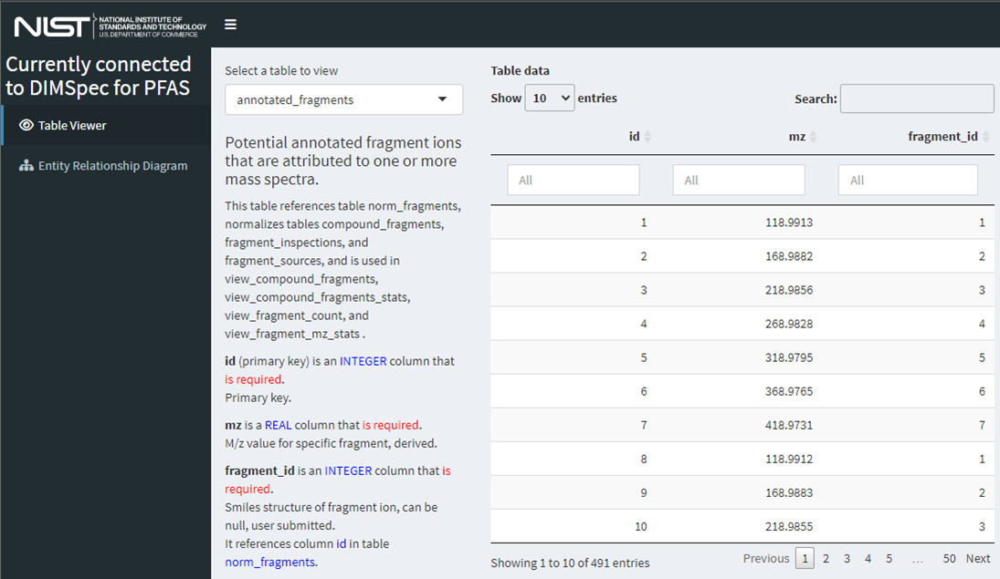 NIST
NATIONAL INSTITUTE OF
STANDARDS AND TECHNOLOGY
U.S. DEPARTMENT OF COMMERCE
Currently connected
to DIMSpec for PFAS
Table Viewer
Entity Relationship Diagram
Select a table to view
annotated_fragments
Potential annotated fragment ions
that are attributed to one or more
mass spectra.
This table references table norm_fragments,
normalizes tables compound_fragments,
fragment_inspections, and
fragment_sources, and is used in
view_compound_fragments,
view_compound_fragments_stats,
view_fragment_count, and
view_fragment_mz_stats .
id (primary key) is an INTEGER column that
is required.
Primary key.
mz is a REAL column that is required.
M/z value for specific fragment, derived.
fragment_id is an INTEGER column that is
required.
Smiles structure of fragment ion, can be
null, user submitted.
It references column id in table
norm_fragments.
Table data
Show 10 entries
Search:
id mz fragment_id
All All All
1 118.9913 1
2 168.9882 2
3 218.9856 3
4 268.9828 4
5 318.9795 5
6 368.9765 6
7 418.9731 7
8 118.9912 1
9 168.9883 2
10 218.9855 3
Showing 1 to 10 of 491 entries
Previous 1 2 3 4 5 … 50 Next